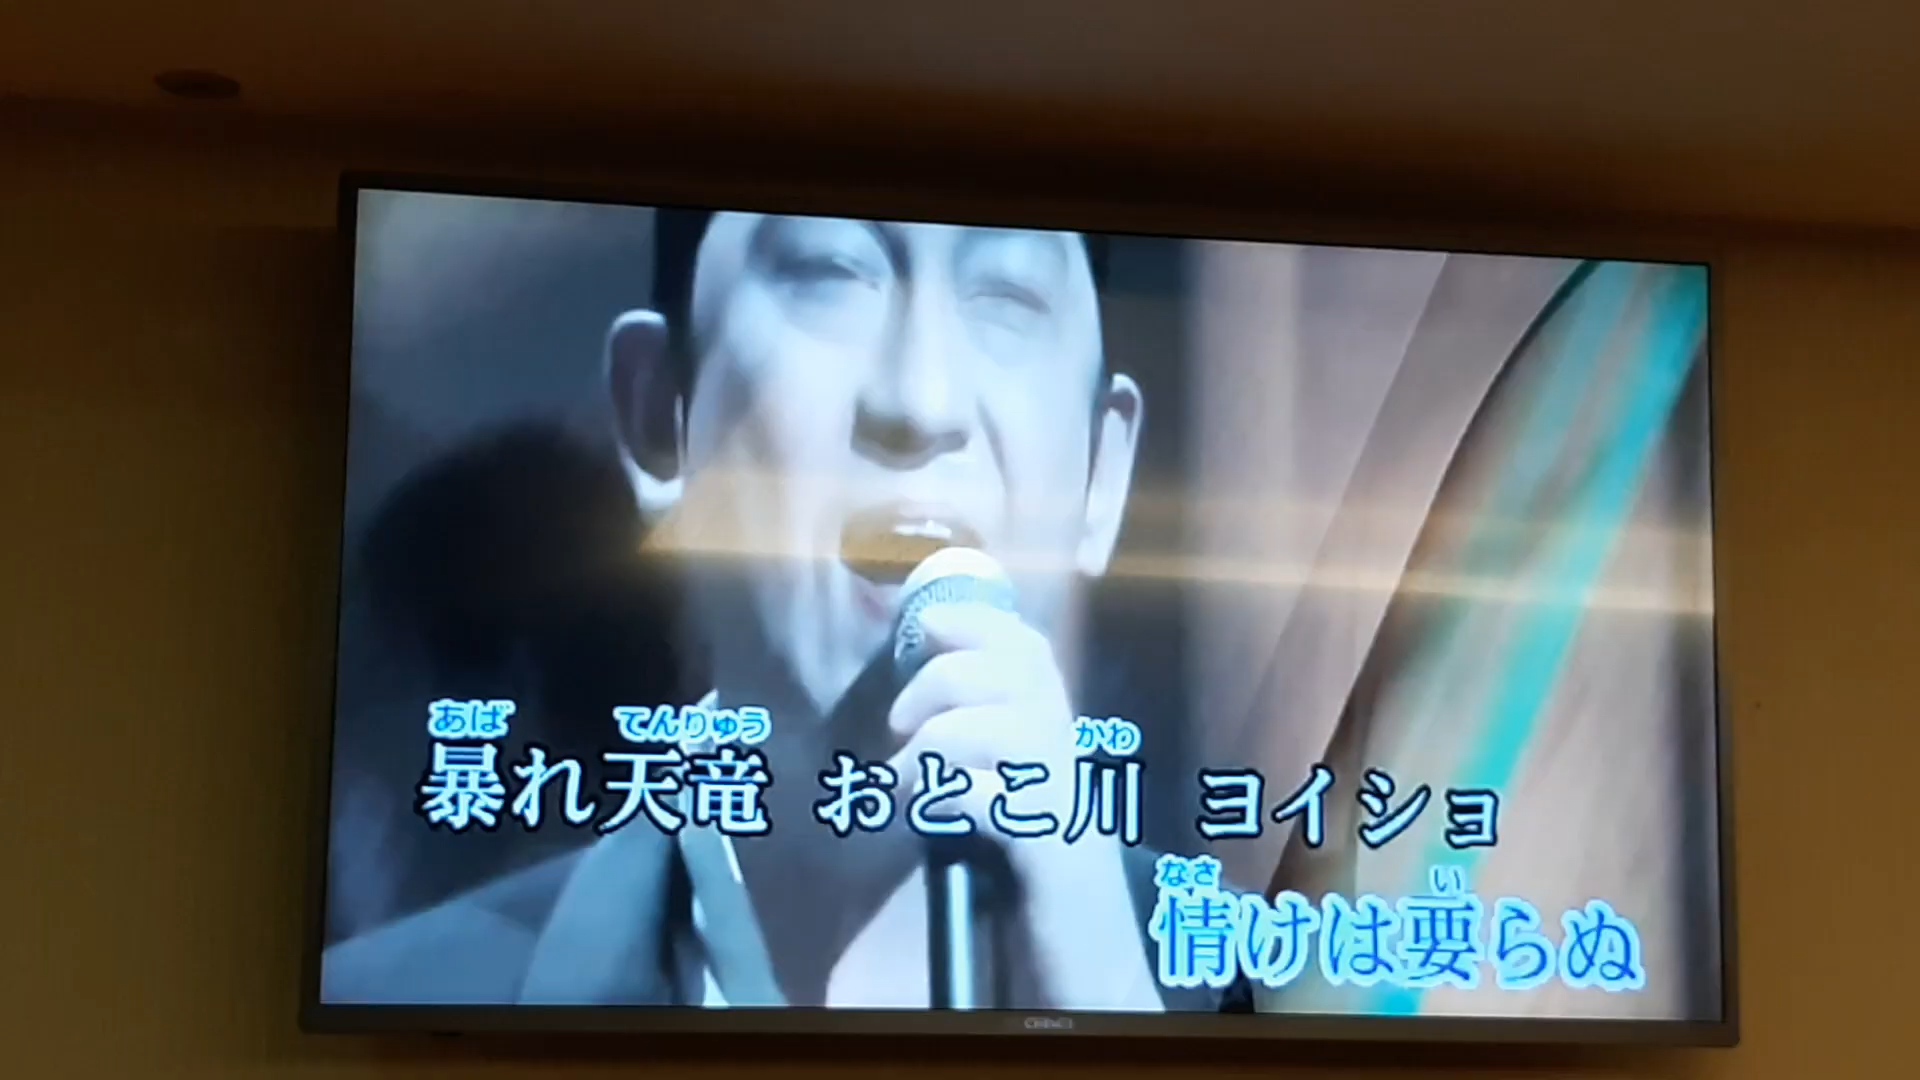 あば てんりゅう かわ
暴れ天竜 おとこ川 ヨイショ
なさ い
情けは要らぬ
CHIMEI